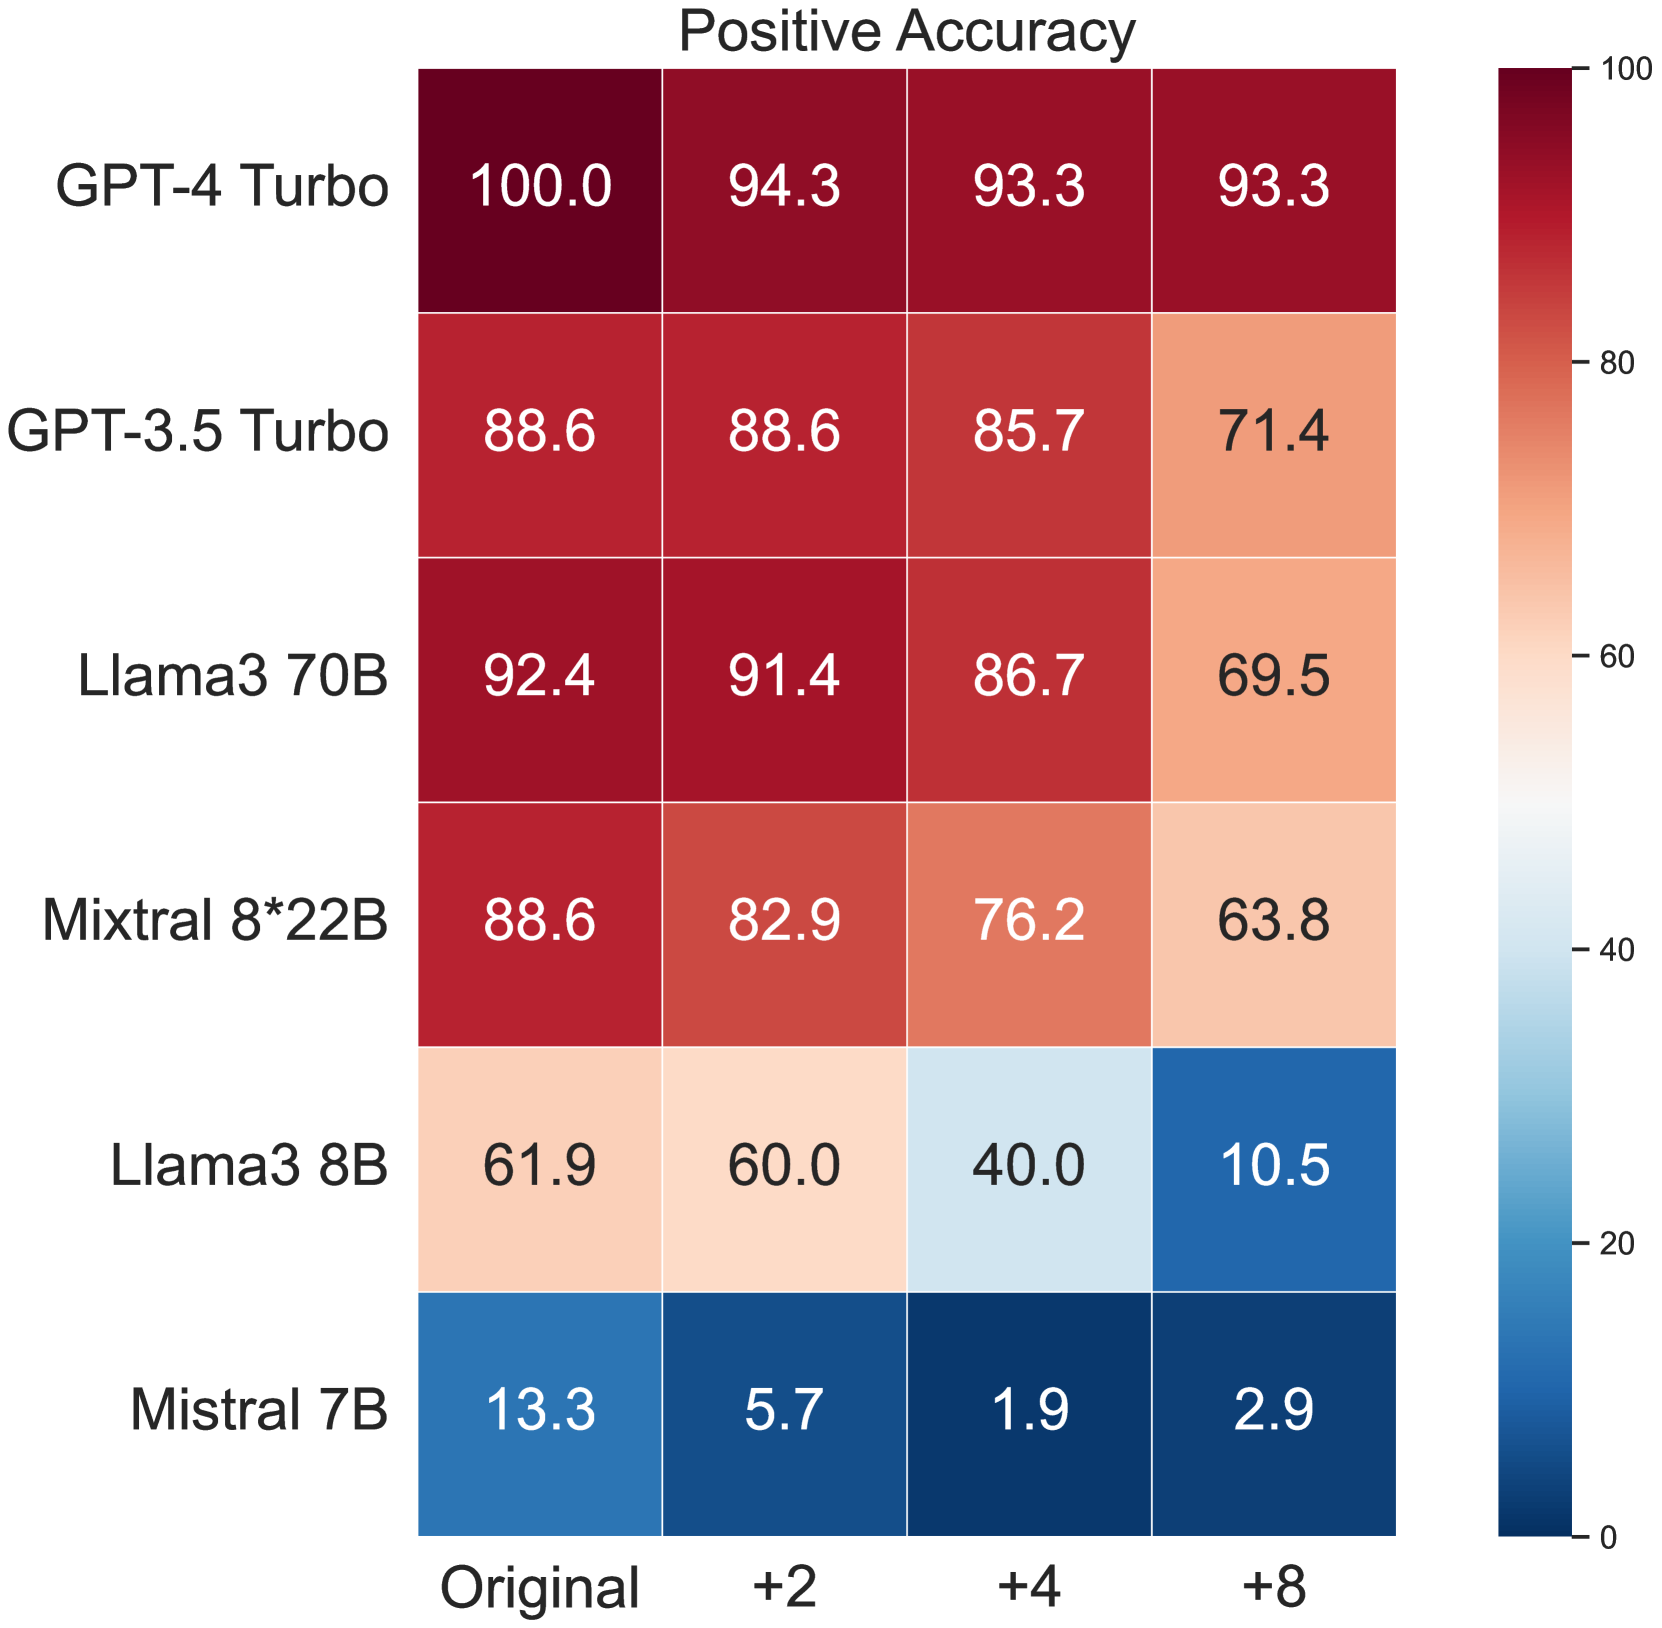 Positive Accuracy
GPT-4 Turbo 100.0 94.3 93.3 93.3
GPT-3.5 Turbo 88.6 88.6 85.7 71.4
Llama3 70B 92.4 91.4 86.7 69.5
Mixtral 8*22B 88.6 82.9 76.2 63.8
Llama3 8B 61.9 60.0 40.0 10.5
Mistral 7B 13.3 5.7 1.9 2.9
Original +2 +4 +8
100
80
60
40
20
0